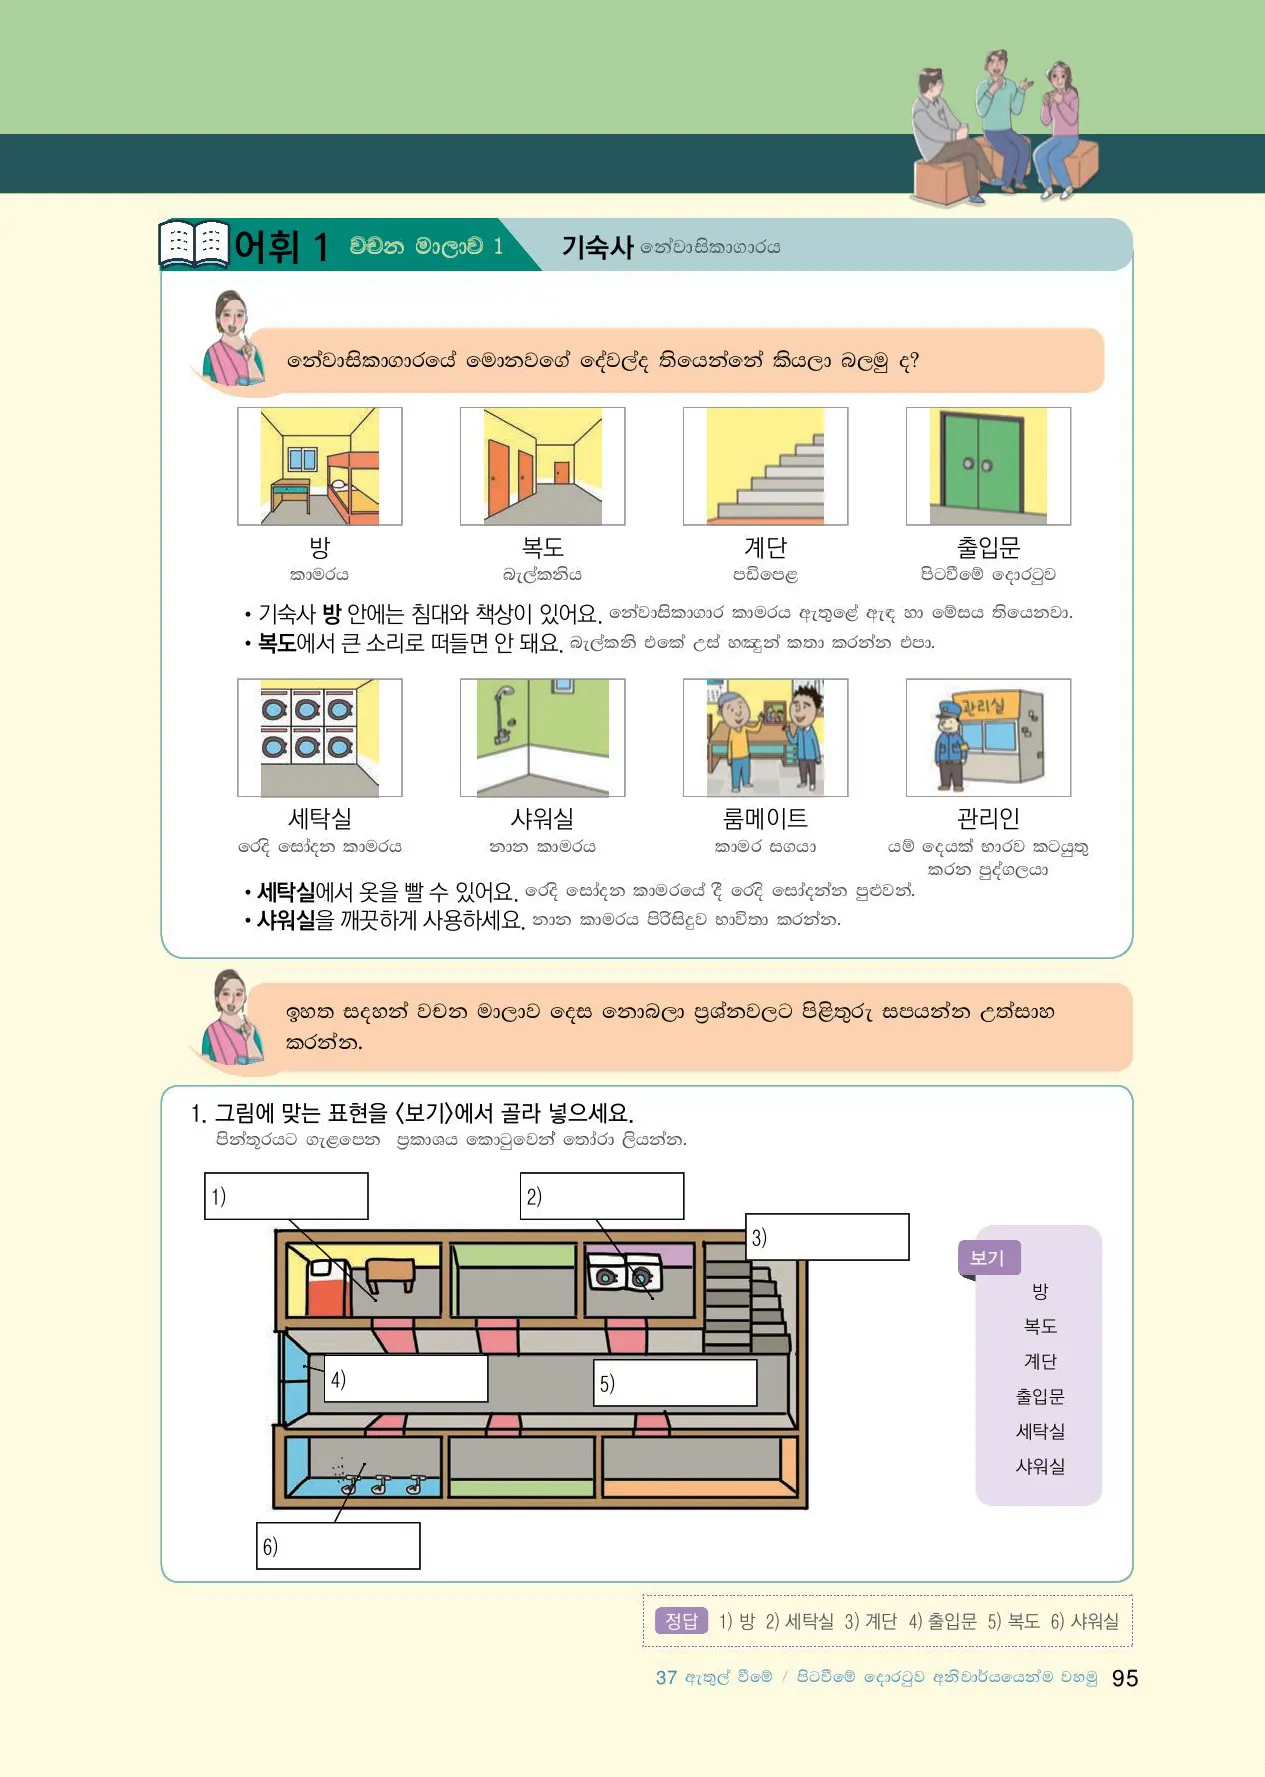 어휘 1 වචන මාලාව 1 기숙사 නේවාසිකාගාරය
නේවාසිකාගාරයේ මොනවගේ දේවල්ද තියෙන්නේ කියලා බලමු ද?
방 복도 계단 출입문
කාමරය බැල්කනිය පඩිපෙළ පිටවීමේ දොරටුව
• 기숙사 방 안에는 침대와 책상이 있어요. නේවාසිකාගාර කාමරය ඇතුළේ ඇඳ හා මේසය තියෙනවා.
• 복도에서 큰 소리로 떠들면 안 돼요. බැල්කනි එකේ උස් හඬුන් කතා කරන්න එපා.
관리실
세탁실 샤워실 룸메이트 관리인
රෙදි සෝදන කාමරය නාන කාමරය කාමර සගයා යම් දෙයක් භාරව කටයුතු
කරන පුද්ගලයා
• 세탁실에서 옷을 빨 수 있어요. රෙදි සෝදන කාමරයේ දී රෙදි සෝදන්න පුළුවන්.
• 샤워실을 깨끗하게 사용하세요. නාන කාමරය පිරිසිදුව භාවිතා කරන්න.
ඉහත සදහන් වචන මාලාව දෙස නොබලා ප්‍රශ්නවලට පිළිතුරු සපයන්න උත්සාහ
කරන්න.
1. 그림에 맞는 표현을 〈보기〉에서 골라 넣으세요.
පින්තූරයට ගැළපෙන ප්‍රකාශය කොටුවෙන් තෝරා ලියන්න.
1)
2)
3)
4)
5)
6)
보기
방
복도
계단
출입문
세탁실
샤워실
정답 1) 방 2) 세탁실 3) 계단 4) 출입문 5) 복도 6) 샤워실
37 ඇතුල් වීමේ / පිටවීමේ දොරටුව අනිවාර්යයෙන්ම වහමු 95